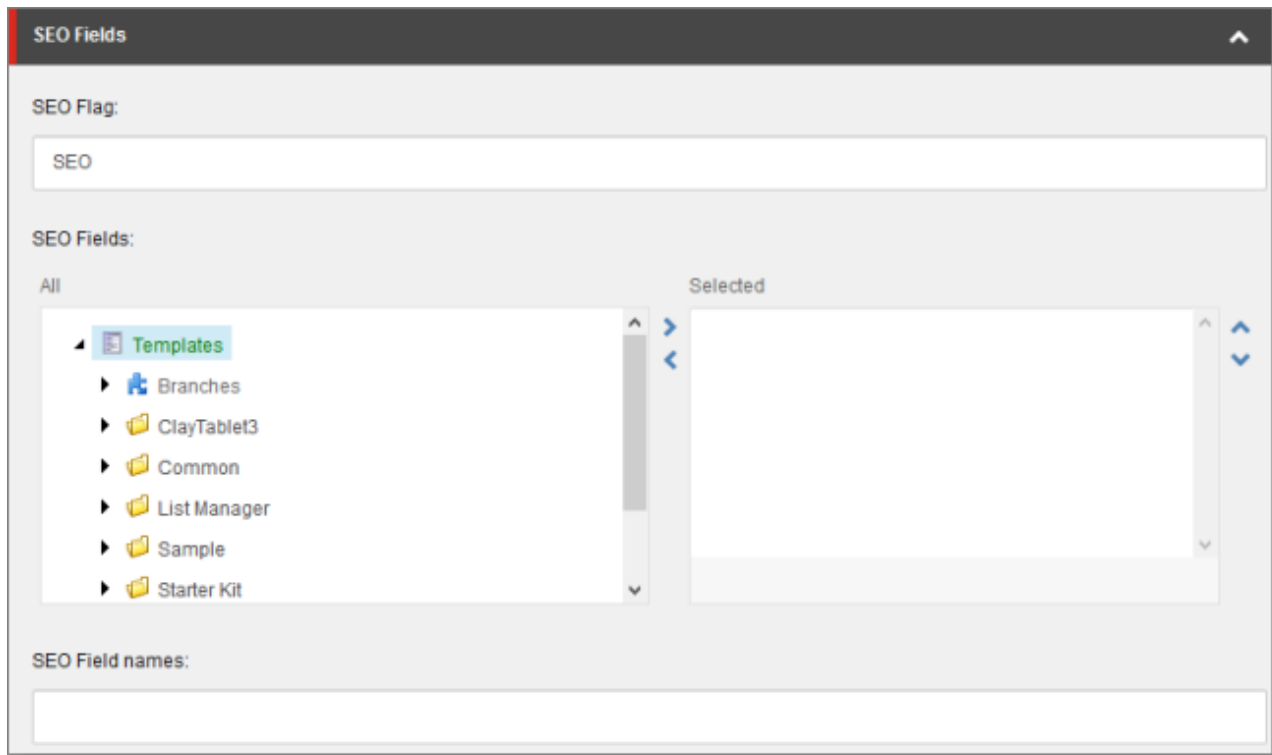 SEO Fields
SEO Flag:
SEO
SEO Fields:
All
Selected
Templates
Branches
ClayTablet3
Common
List Manager
Sample
Starter Kit
SEO Field names: